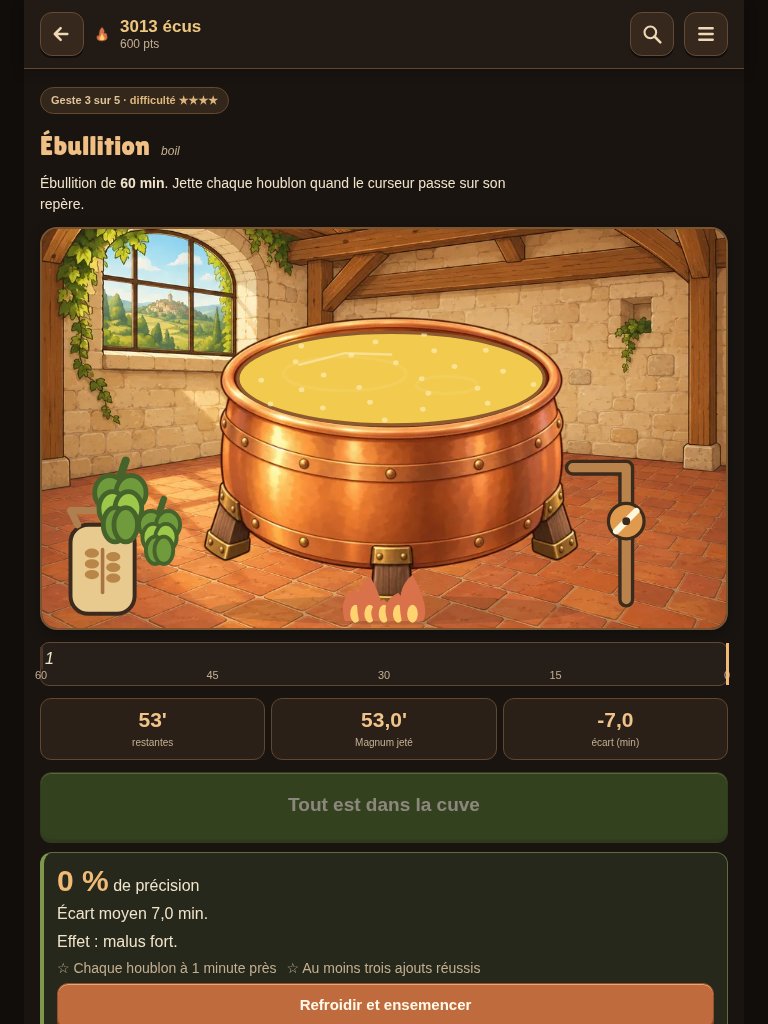 3013 écus
600 pts
Geste 3 sur 5 · difficulté ★★★★
Ébullition boil
Ébullition de 60 min. Jette chaque houblon quand le curseur passe sur son
repère.
1
60 45 30 15 0
53' 53,0' -7,0
restantes Magnum jeté écart (min)
Tout est dans la cuve
0 % de précision
Écart moyen 7,0 min.
Effet : malus fort.
☆ Chaque houblon à 1 minute près ☆ Au moins trois ajouts réussis
Refroidir et ensemencer